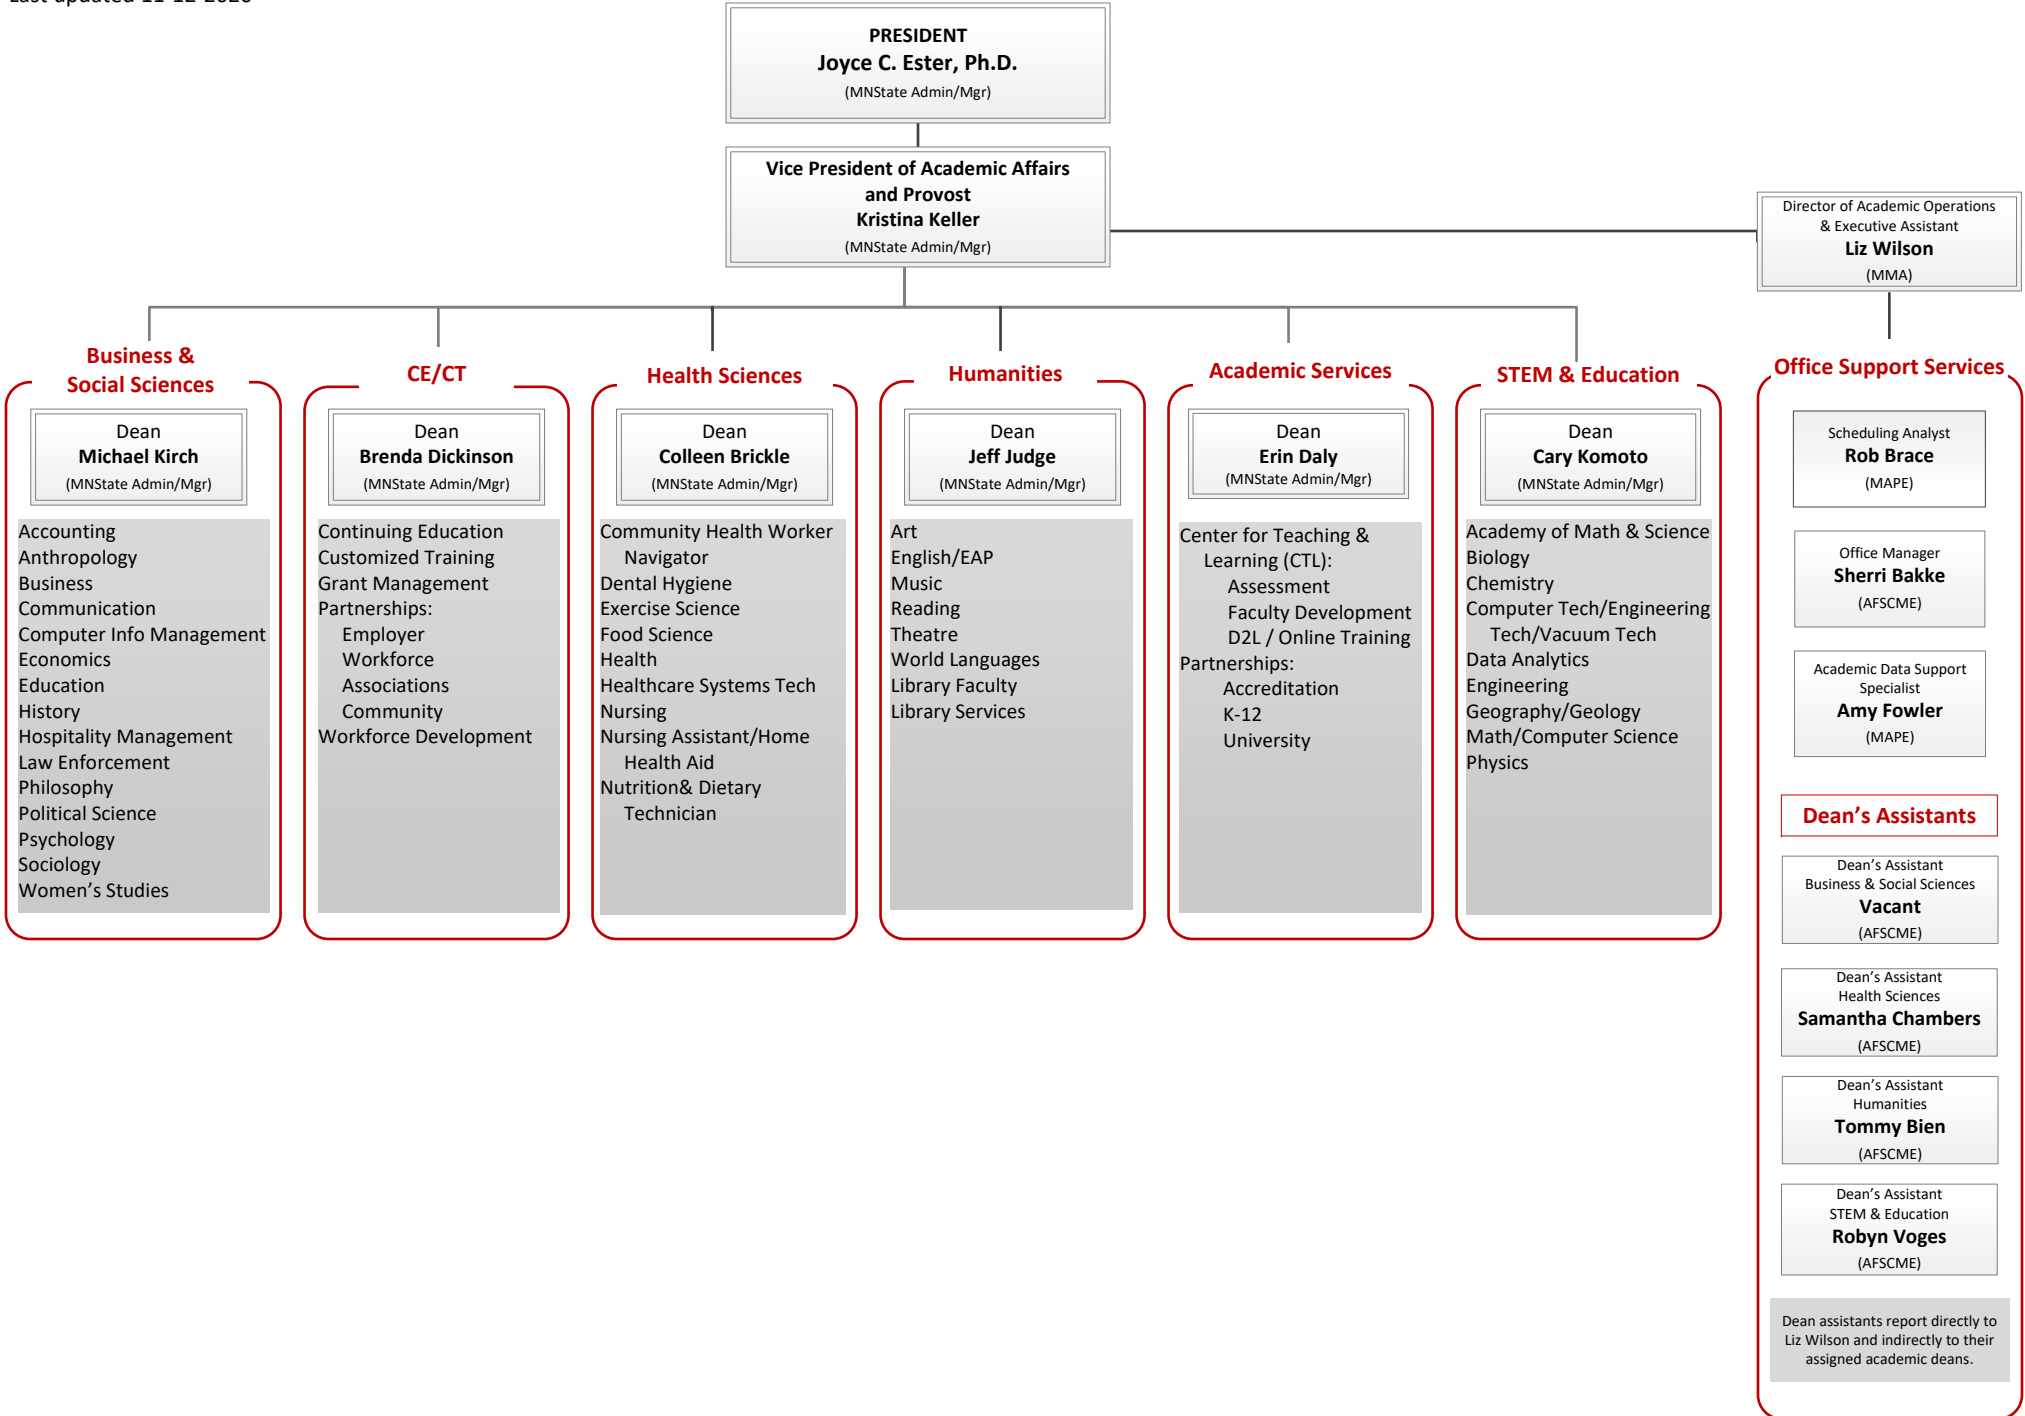 Last updated 11-12-2020
PRESIDENT
Joyce C. Ester, Ph.D.
(MNState Admin/Mgr)
Vice President of Academic Affairs
and Provost
Kristina Keller
(MNState Admin/Mgr)
Director of Academic Operations
& Executive Assistant
Liz Wilson
(MMA)
Business &
Social Sciences
Dean
Michael Kirch
(MNState Admin/Mgr)
Accounting
Anthropology
Business
Communication
Computer Info Management
Economics
Education
History
Hospitality Management
Law Enforcement
Philosophy
Political Science
Psychology
Sociology
Women’s Studies
CE/CT
Dean
Brenda Dickinson
(MNState Admin/Mgr)
Continuing Education
Customized Training
Grant Management
Partnerships:
Employer
Workforce
Associations
Community
Workforce Development
Health Sciences
Dean
Colleen Brickle
(MNState Admin/Mgr)
Community Health Worker
Navigator
Dental Hygiene
Exercise Science
Food Science
Health
Healthcare Systems Tech
Nursing
Nursing Assistant/Home
Health Aid
Nutrition& Dietary
Technician
Humanities
Dean
Jeff Judge
(MNState Admin/Mgr)
Art
English/EAP
Music
Reading
Theatre
World Languages
Library Faculty
Library Services
Academic Services
Dean
Erin Daly
(MNState Admin/Mgr)
Center for Teaching &
Learning (CTL):
Assessment
Faculty Development
D2L / Online Training
Partnerships:
Accreditation
K-12
University
STEM & Education
Dean
Cary Komoto
(MNState Admin/Mgr)
Academy of Math & Science
Biology
Chemistry
Computer Tech/Engineering
Tech/Vacuum Tech
Data Analytics
Engineering
Geography/Geology
Math/Computer Science
Physics
Office Support Services
Scheduling Analyst
Rob Brace
(MAPE)
Office Manager
Sherri Bakke
(AFSCME)
Academic Data Support
Specialist
Amy Fowler
(MAPE)
Dean’s Assistants
Dean’s Assistant
Business & Social Sciences
Vacant
(AFSCME)
Dean’s Assistant
Health Sciences
Samantha Chambers
(AFSCME)
Dean’s Assistant
Humanities
Tommy Bien
(AFSCME)
Dean’s Assistant
STEM & Education
Robyn Voges
(AFSCME)
Dean assistants report directly to
Liz Wilson and indirectly to their
assigned academic deans.